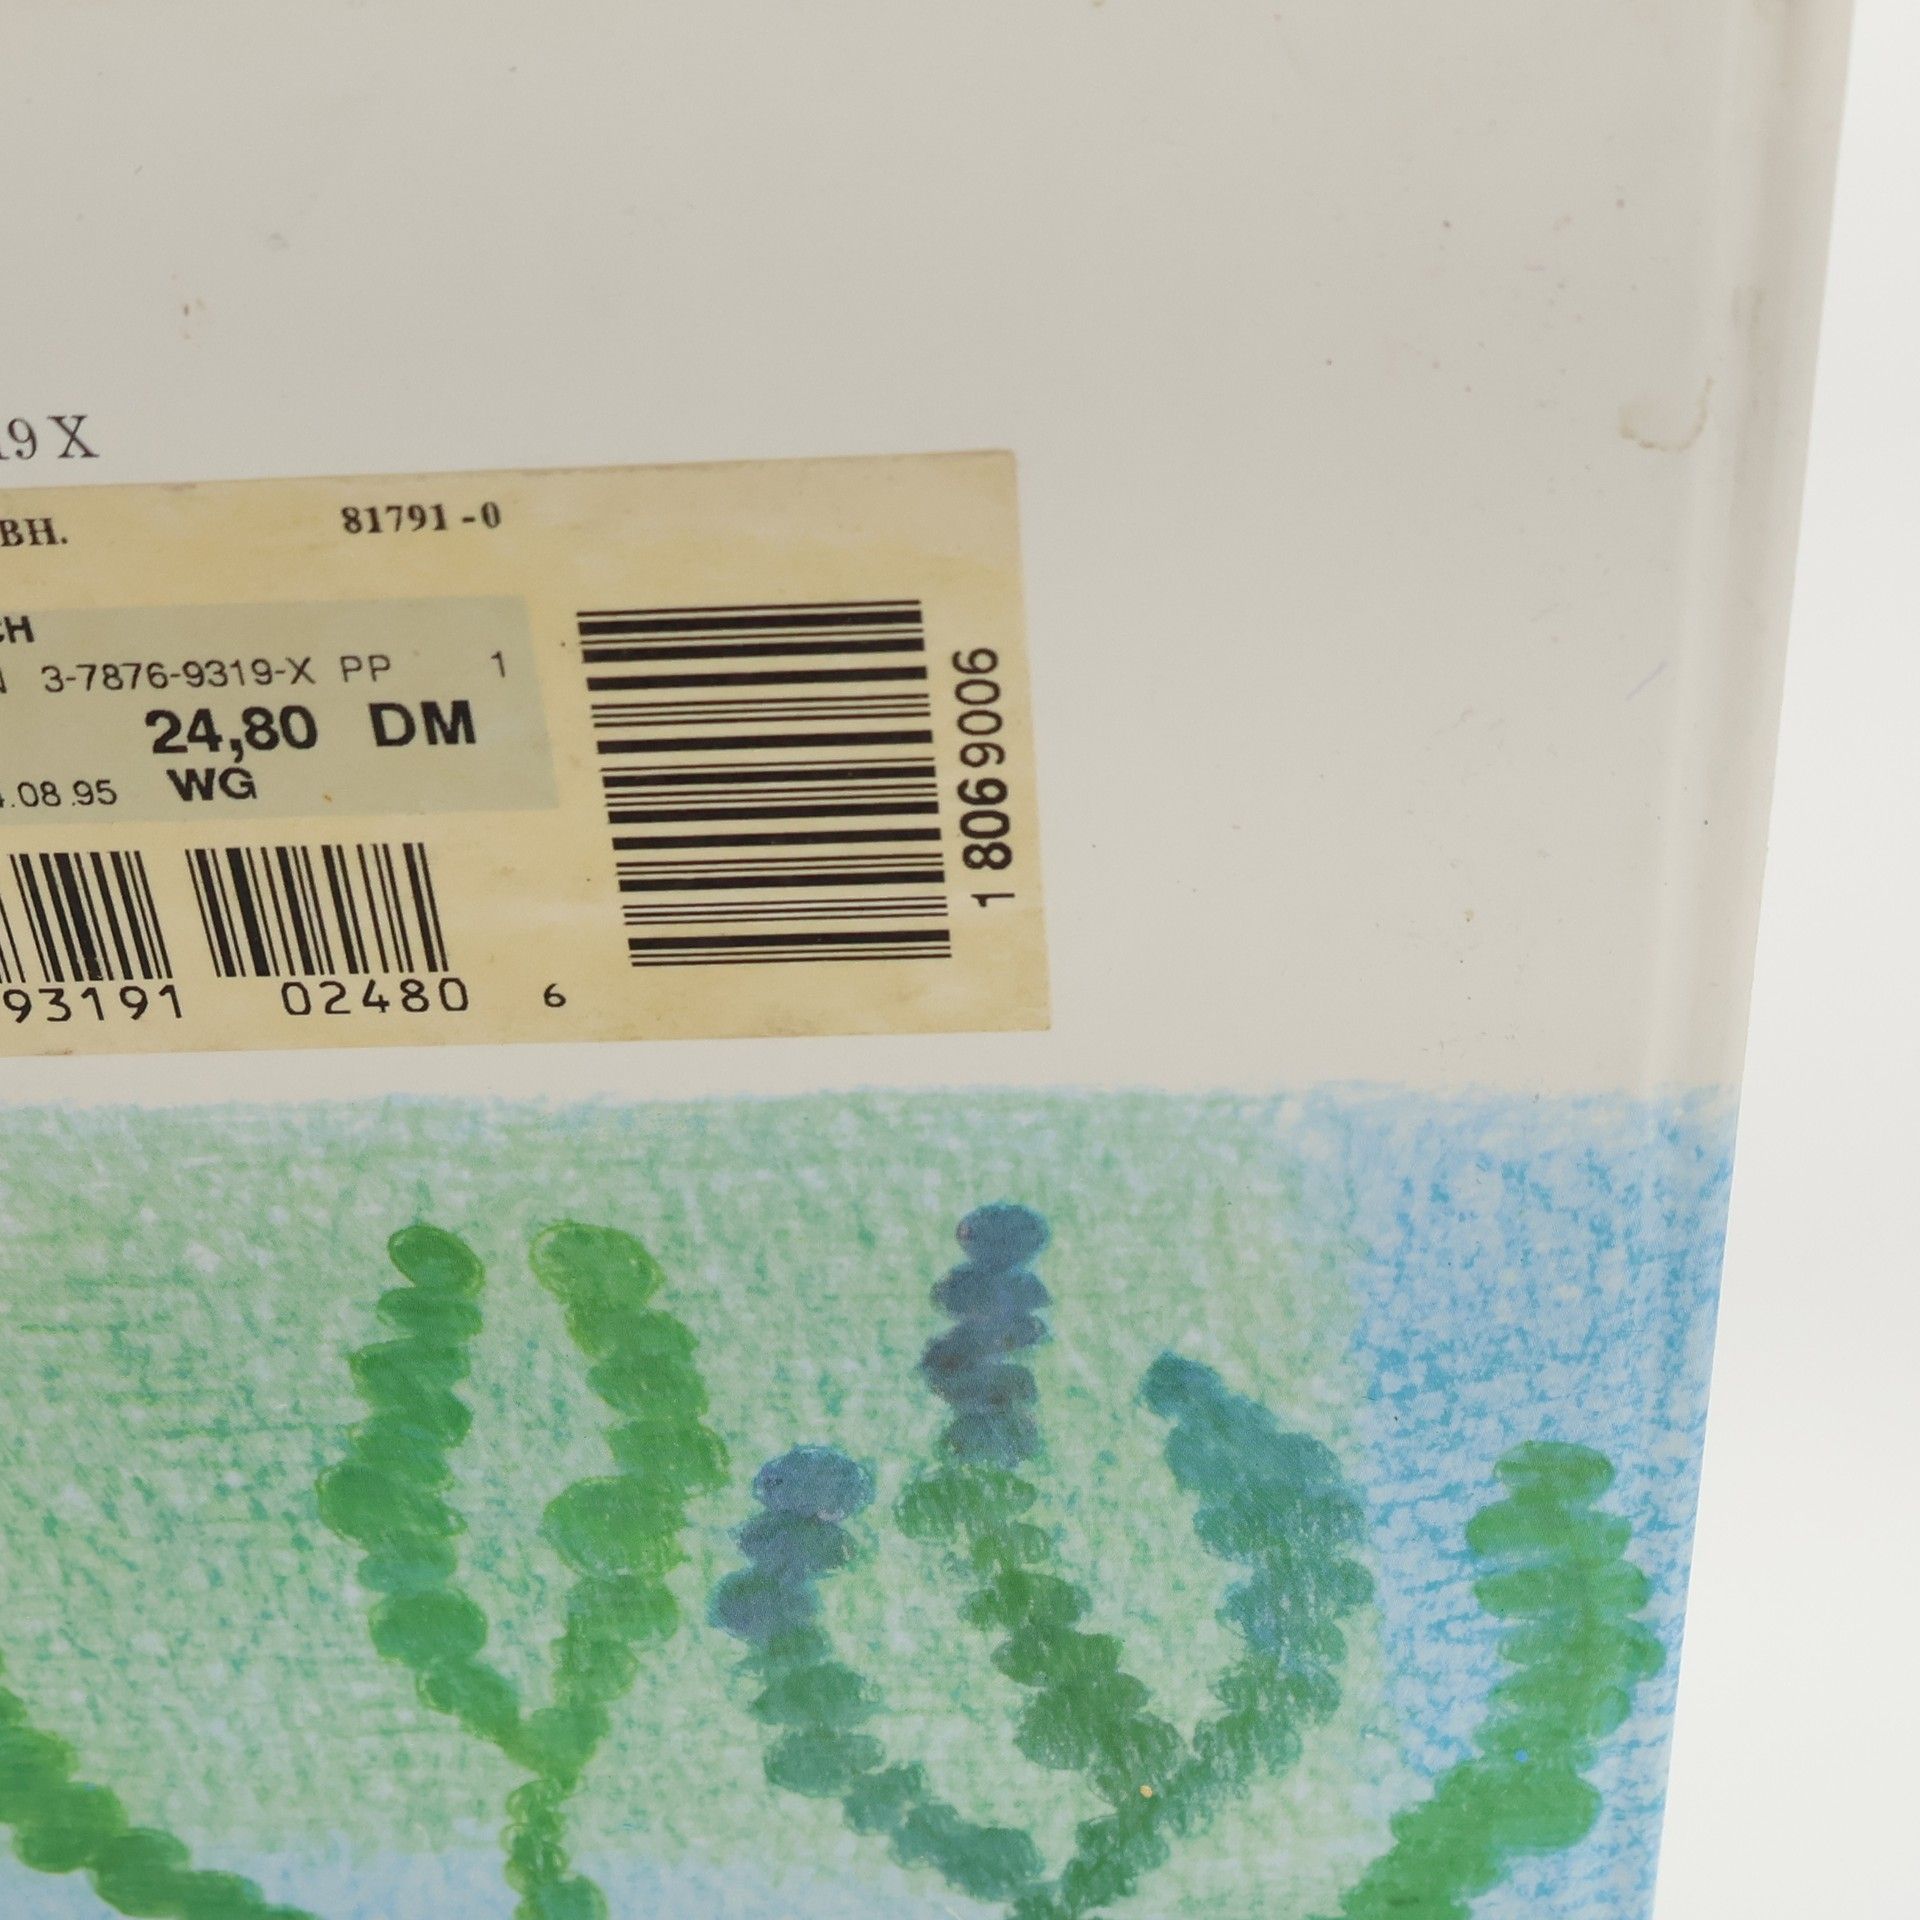 19 X
BH. 81791-0
CH
N 3-7876-9319-X PP 1
24,80 DM
.08.95 WG
93191 02480 6
1 8069006